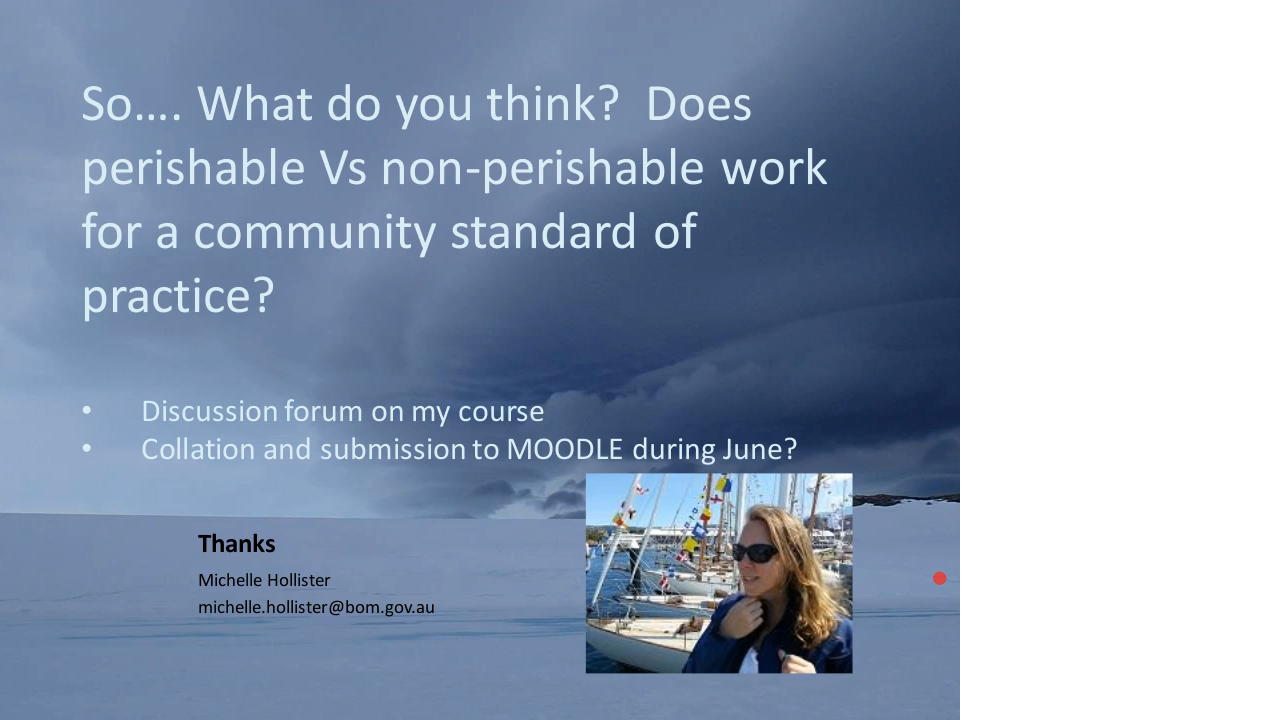 So…. What do you think?  Does
perishable Vs non-perishable work
for a community standard of
practice?
• Discussion forum on my course
• Collation and submission to MOODLE during June?
Thanks
Michelle Hollister
michelle.hollister@bom.gov.au